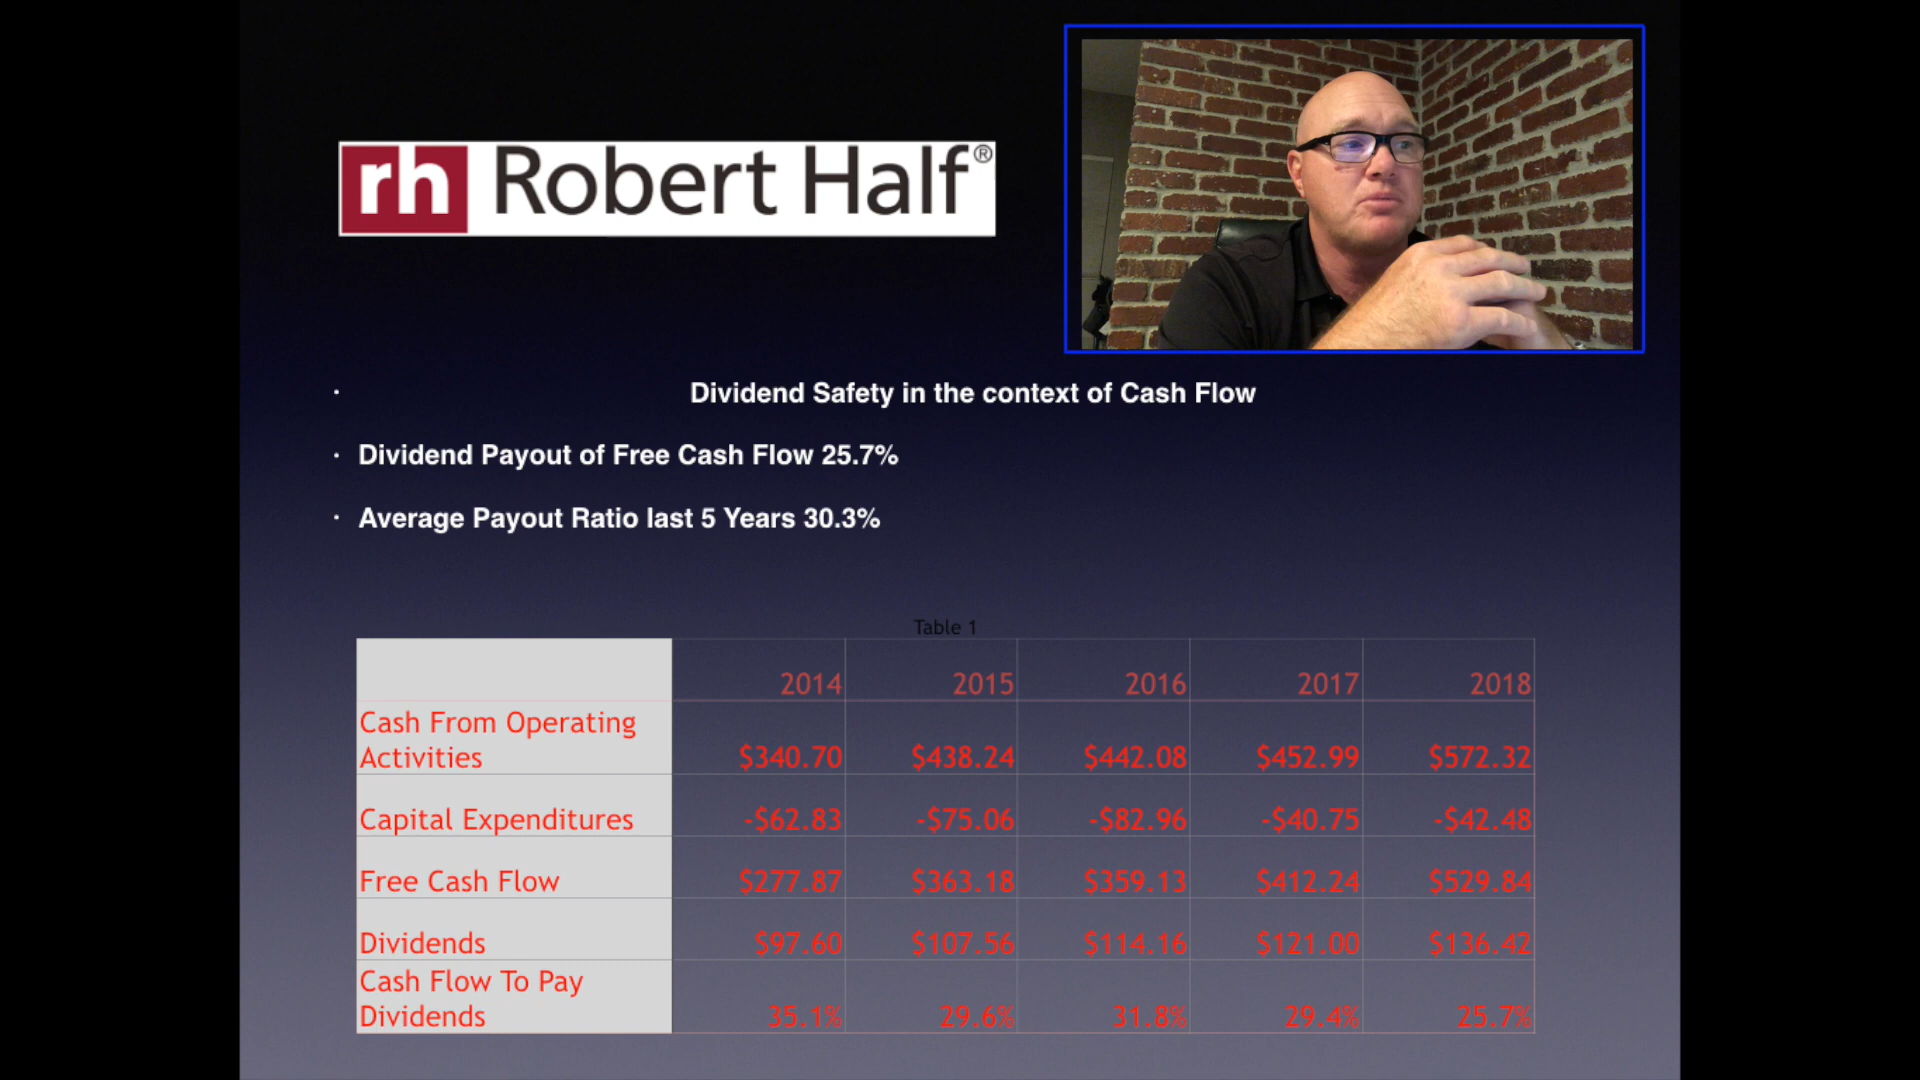 rh Robert Half®
· Dividend Safety in the context of Cash Flow
· Dividend Payout of Free Cash Flow 25.7%
· Average Payout Ratio last 5 Years 30.3%
Table 1
2014 2015 2016 2017 2018
Cash From Operating
Activities $340.70 $438.24 $442.08 $452.99 $572.32
Capital Expenditures -$62.83 -$75.06 -$82.96 -$40.75 -$42.48
Free Cash Flow $277.87 $363.18 $359.13 $412.24 $529.84
Dividends $97.60 $107.56 $114.16 $121.00 $136.42
Cash Flow To Pay
Dividends 35.1% 29.6% 31.8% 29.4% 25.7%